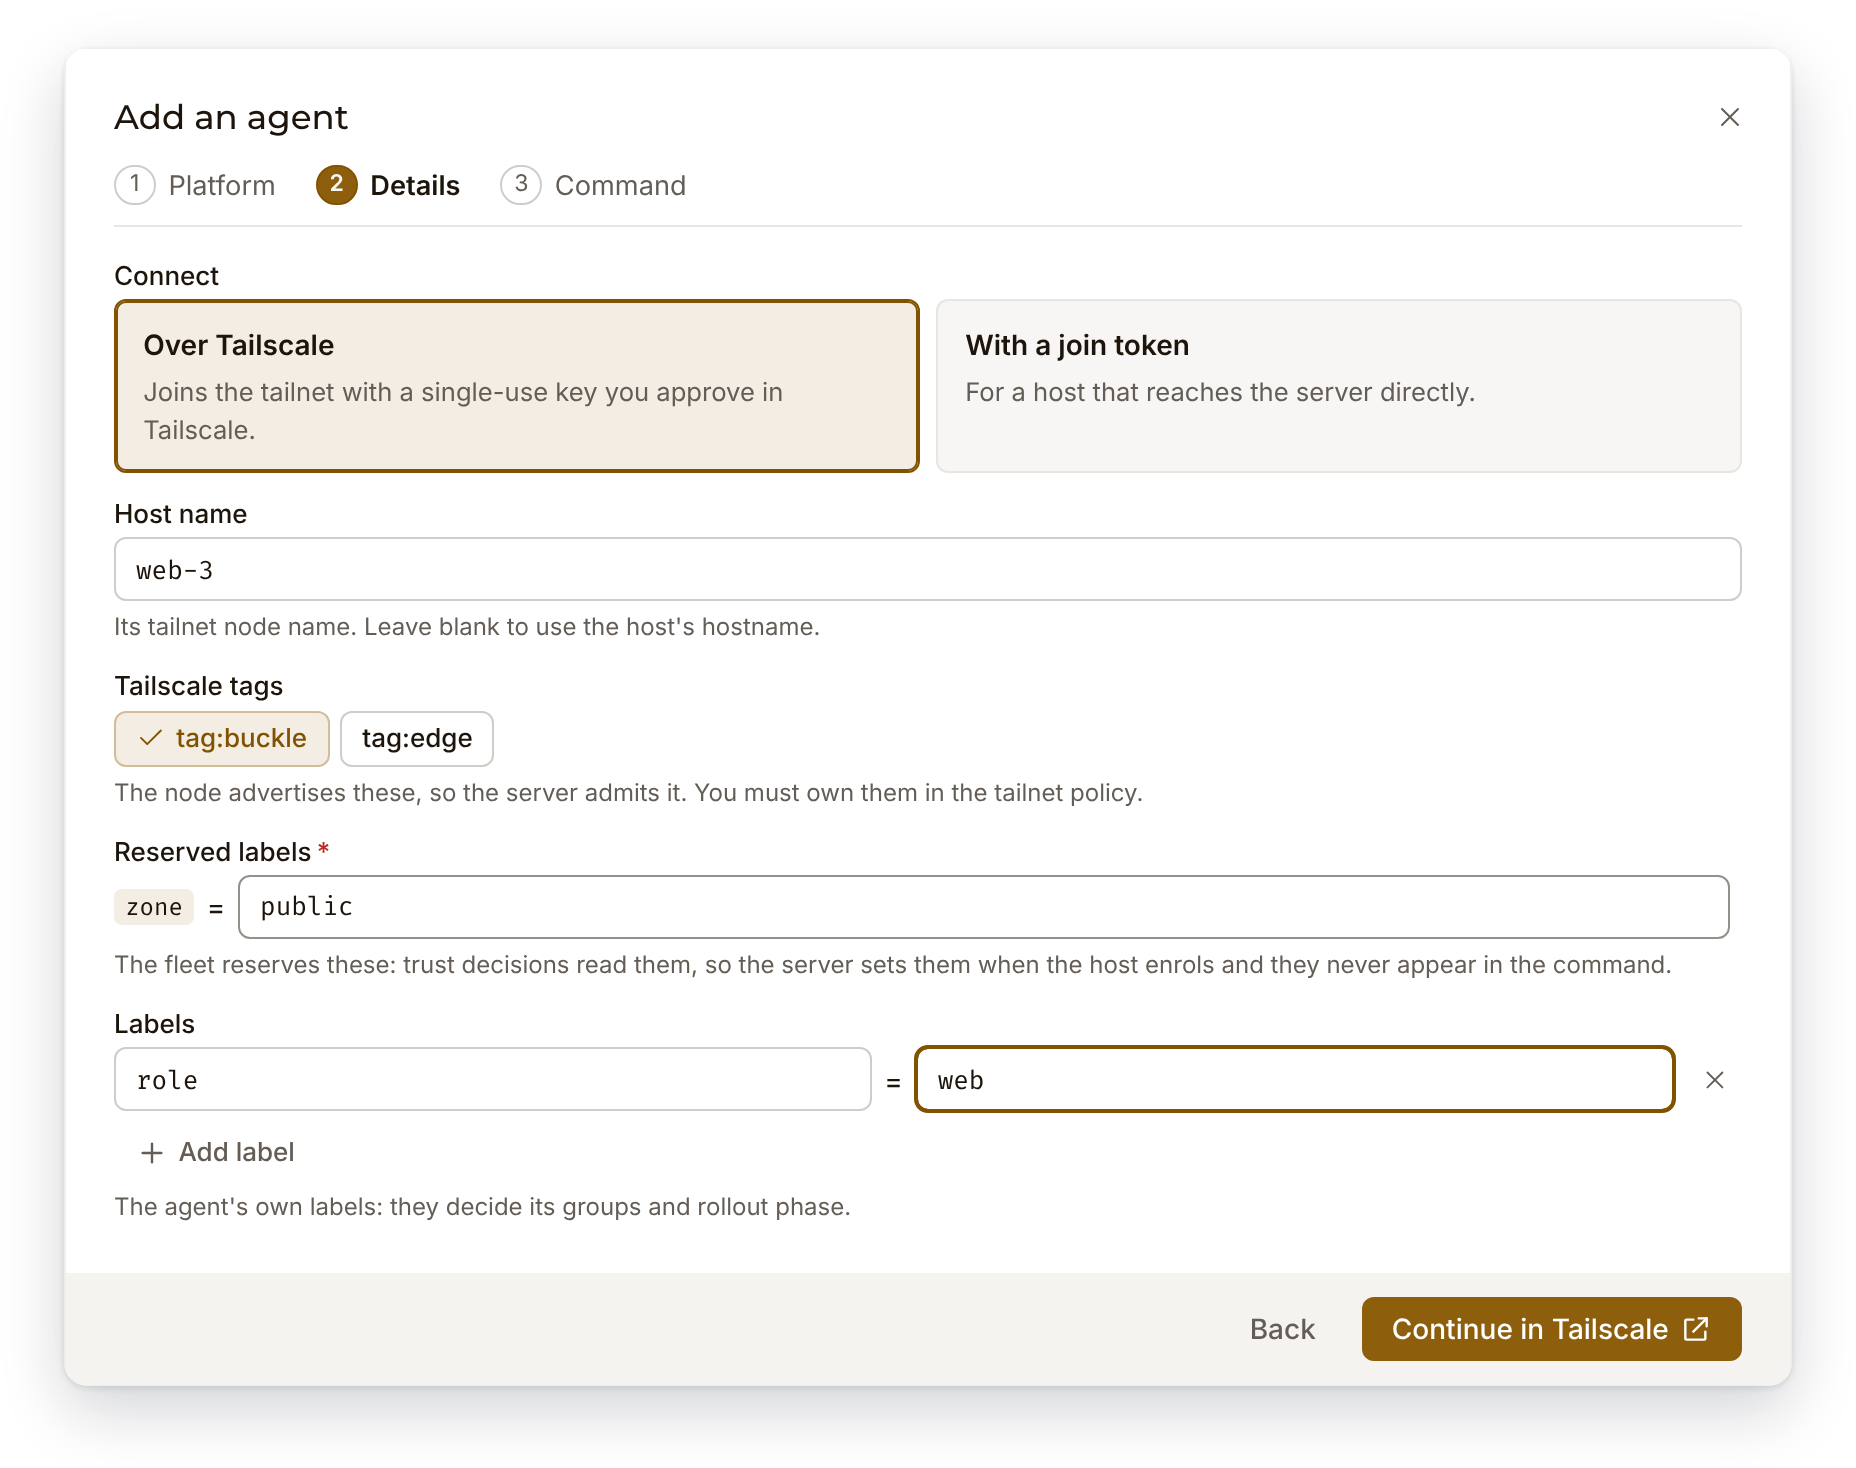 Add an agent
1 Platform 2 Details 3 Command
Connect
Over Tailscale
Joins the tailnet with a single-use key you approve in
Tailscale.
With a join token
For a host that reaches the server directly.
Host name
web-3
Its tailnet node name. Leave blank to use the host's hostname.
Tailscale tags
tag:buckle tag:edge
The node advertises these, so the server admits it. You must own them in the tailnet policy.
Reserved labels *
zone = public
The fleet reserves these: trust decisions read them, so the server sets them when the host enrols and they never appear in the command.
Labels
role = web
Add label
The agent's own labels: they decide its groups and rollout phase.
Back Continue in Tailscale